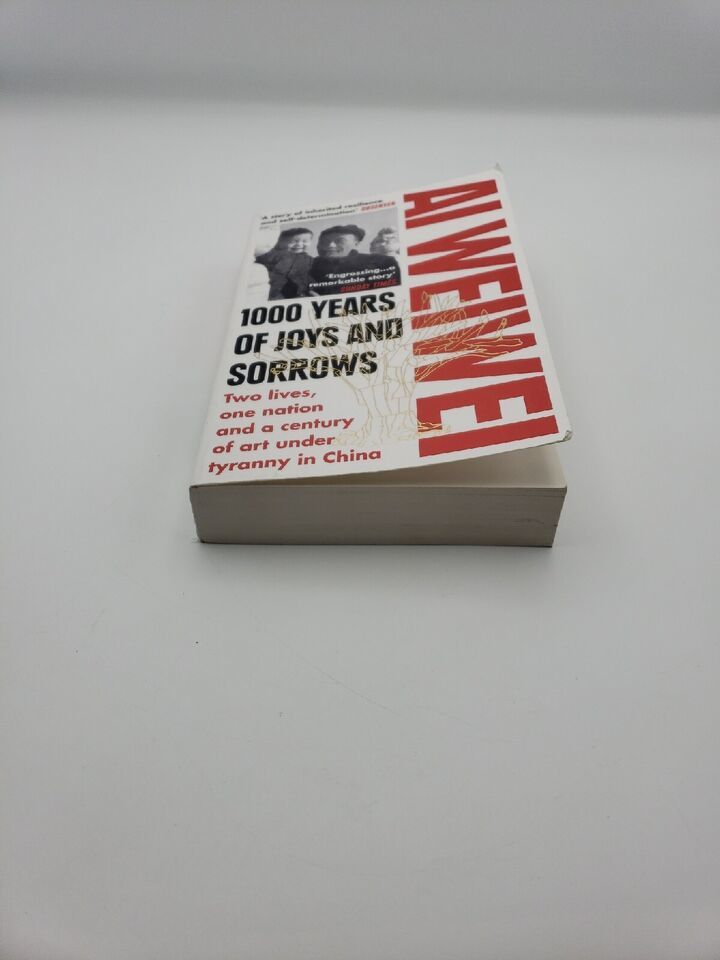 'A story of inherited resilience
and self-determination' OBSERVER
'Engrossing...a
remarkable story'
SUNDAY TIMES
1000 YEARS
OF JOYS AND
SORROWS
Two lives,
one nation
and a century
of art under
tyranny in China
AI WEIWEI